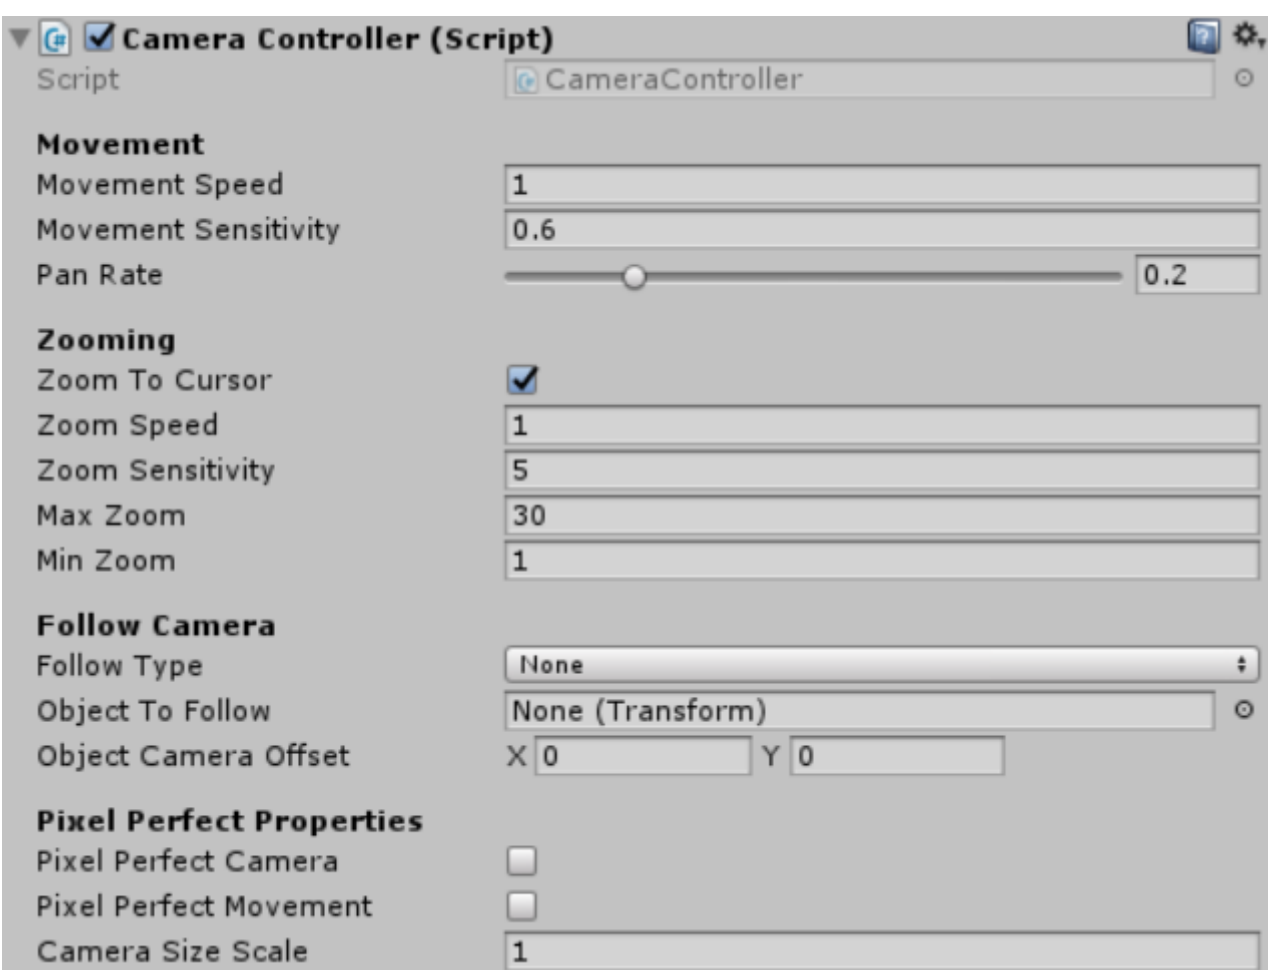 Camera Controller (Script)
Script CameraController
Movement
Movement Speed 1
Movement Sensitivity 0.6
Pan Rate 0.2
Zooming
Zoom To Cursor
Zoom Speed 1
Zoom Sensitivity 5
Max Zoom 30
Min Zoom 1
Follow Camera
Follow Type None
Object To Follow None (Transform)
Object Camera Offset X 0 Y 0
Pixel Perfect Properties
Pixel Perfect Camera
Pixel Perfect Movement
Camera Size Scale 1